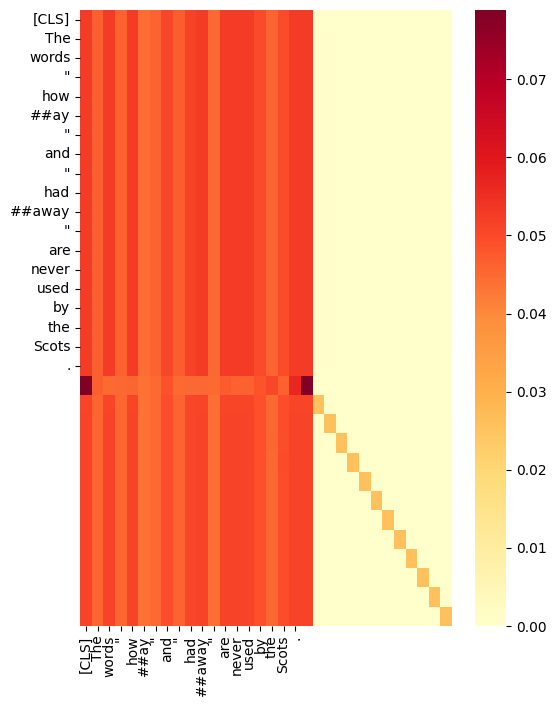 [CLS]
The
words
"
how
##ay
"
and
"
had
##away
"
are
never
used
by
the
Scots
.
0.07
0.06
0.05
0.04
0.03
0.02
0.01
0.00
[CLS]
The
words
"
how
##ay
"
and
"
had
##away
"
are
never
used
by
the
Scots
.